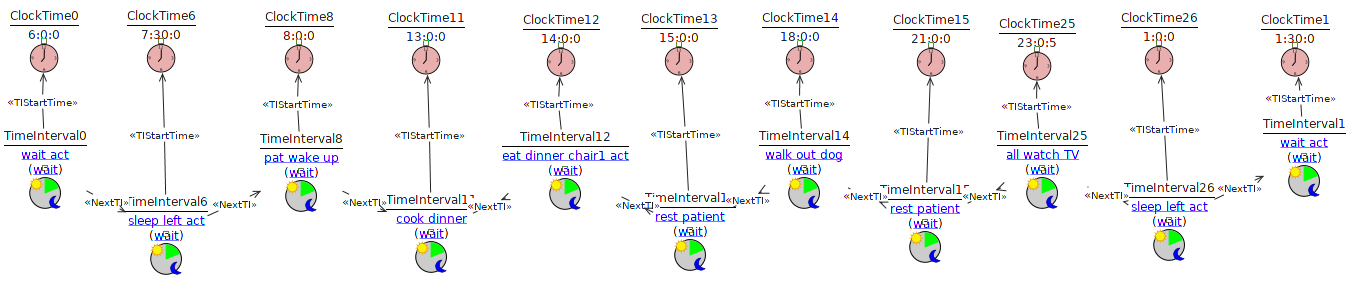 ClockTime0
6:0:0
«TIStartTime»
TimeInterval0
wait act
(wait)
«NextTI»
ClockTime6
7:30:0
«TIStartTime»
TimeInterval6
sleep left act
(wait)
«NextTI»
ClockTime8
8:0:0
«TIStartTime»
TimeInterval8
pat wake up
(wait)
«NextTI»
ClockTime11
13:0:0
«TIStartTime»
TimeInterval1
cook dinner
(wait)
«NextTI»
ClockTime12
14:0:0
«TIStartTime»
TimeInterval12
eat dinner chair1 act
(wait)
«NextTI»
ClockTime13
15:0:0
«TIStartTime»
TimeInterval1
rest patient
(wait)
«NextTI»
ClockTime14
18:0:0
«TIStartTime»
TimeInterval14
walk out dog
(wait)
«NextTI»
ClockTime15
21:0:0
«TIStartTime»
TimeInterval1
rest patient
(wait)
«NextTI»
ClockTime25
23:0:5
«TIStartTime»
TimeInterval25
all watch TV
(wait)
«NextTI»
ClockTime26
1:0:0
«TIStartTime»
TimeInterval26
sleep left act
(wait)
«NextTI»
ClockTime1
1:30:0
«TIStartTime»
TimeInterval1
wait act
(wait)